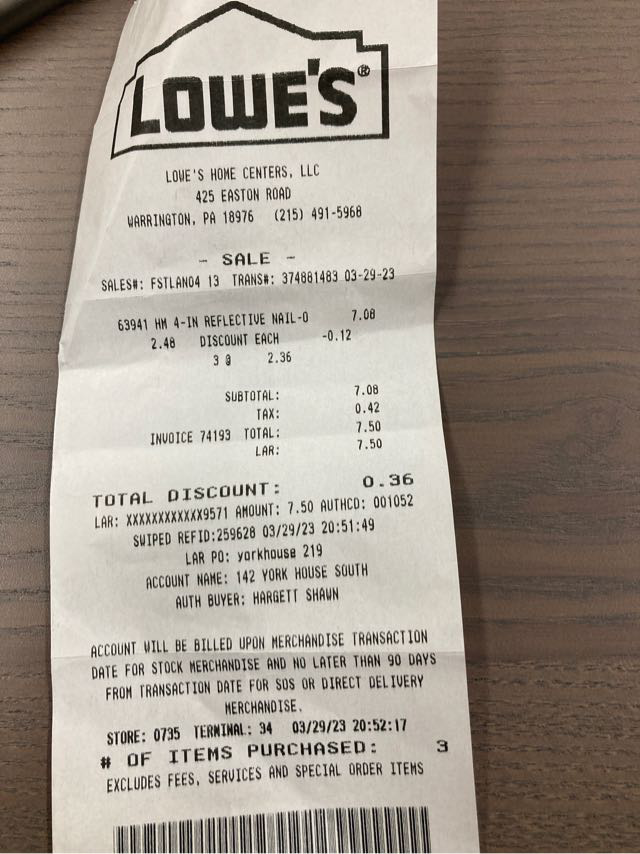 LOWE'S®
LOWE'S HOME CENTERS, LLC
425 EASTON ROAD
WARRINGTON, PA 18976 (215) 491-5968
- SALE -
SALES#: FSTLAN04 13 TRANS#: 374881483 03-29-23
63941 HM 4-IN REFLECTIVE NAIL-O 7.08
2.48 DISCOUNT EACH -0.12
3 @ 2.36
SUBTOTAL: 7.08
TAX: 0.42
INVOICE 74193 TOTAL: 7.50
LAR: 7.50
TOTAL DISCOUNT: 0.36
LAR: XXXXXXXXXXXX9571 AMOUNT: 7.50 AUTHCD: 001052
SWIPED REFID:259628 03/29/23 20:51:49
LAR PO: yorkhouse 219
ACCOUNT NAME: 142 YORK HOUSE SOUTH
AUTH BUYER: HARGETT SHAWN
ACCOUNT WILL BE BILLED UPON MERCHANDISE TRANSACTION
DATE FOR STOCK MERCHANDISE AND NO LATER THAN 90 DAYS
FROM TRANSACTION DATE FOR SOS OR DIRECT DELIVERY
MERCHANDISE.
STORE: 0735 TERMINAL: 34 03/29/23 20:52:17
# OF ITEMS PURCHASED: 3
EXCLUDES FEES, SERVICES AND SPECIAL ORDER ITEMS